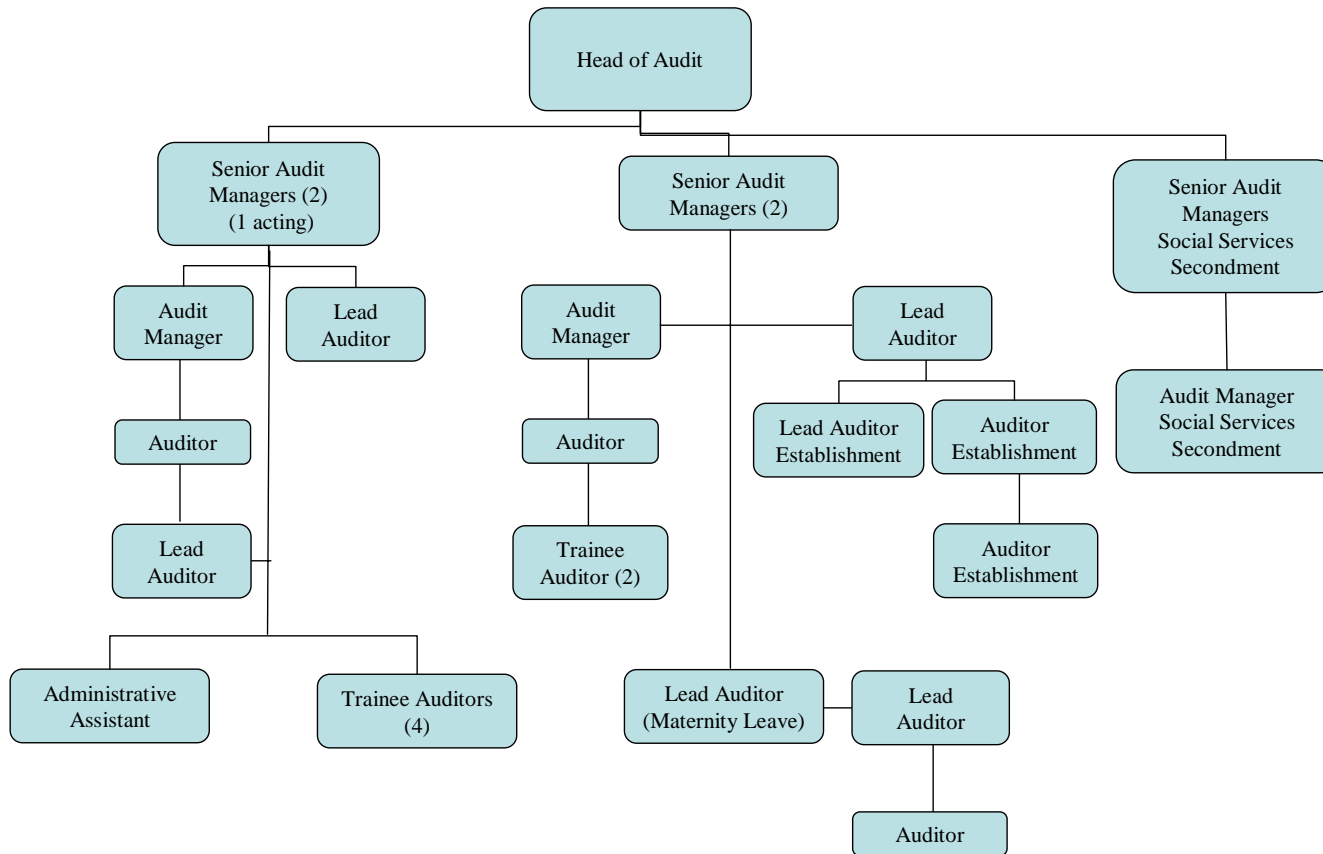 Head of Audit
Senior Audit
Managers (2)
(1 acting)
Senior Audit
Managers (2)
Senior Audit
Managers
Social Services
Secondment
Audit
Manager
Lead
Auditor
Audit
Manager
Lead
Auditor
Audit Manager
Social Services
Secondment
Auditor
Auditor
Lead Auditor
Establishment
Auditor
Establishment
Lead
Auditor
Trainee
Auditor (2)
Auditor
Establishment
Administrative
Assistant
Trainee Auditors
(4)
Lead Auditor
(Maternity Leave)
Lead
Auditor
Auditor